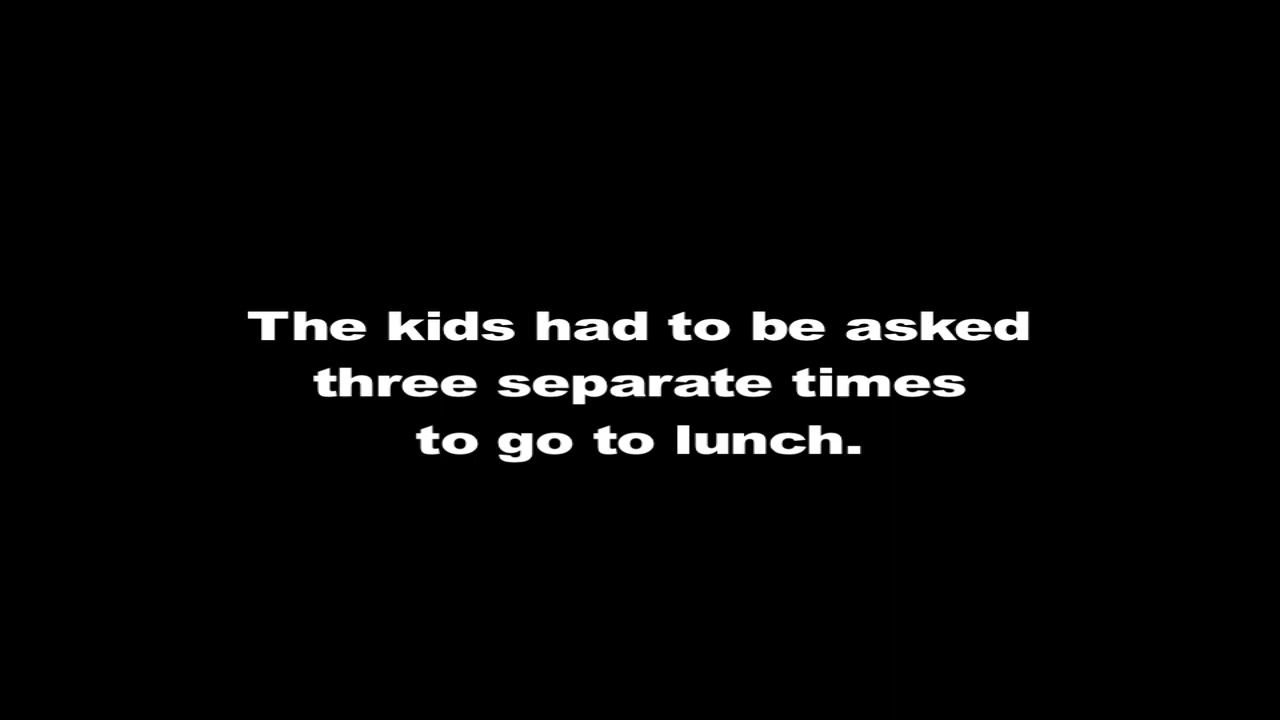 The kids had to be asked
three separate times
to go to lunch.